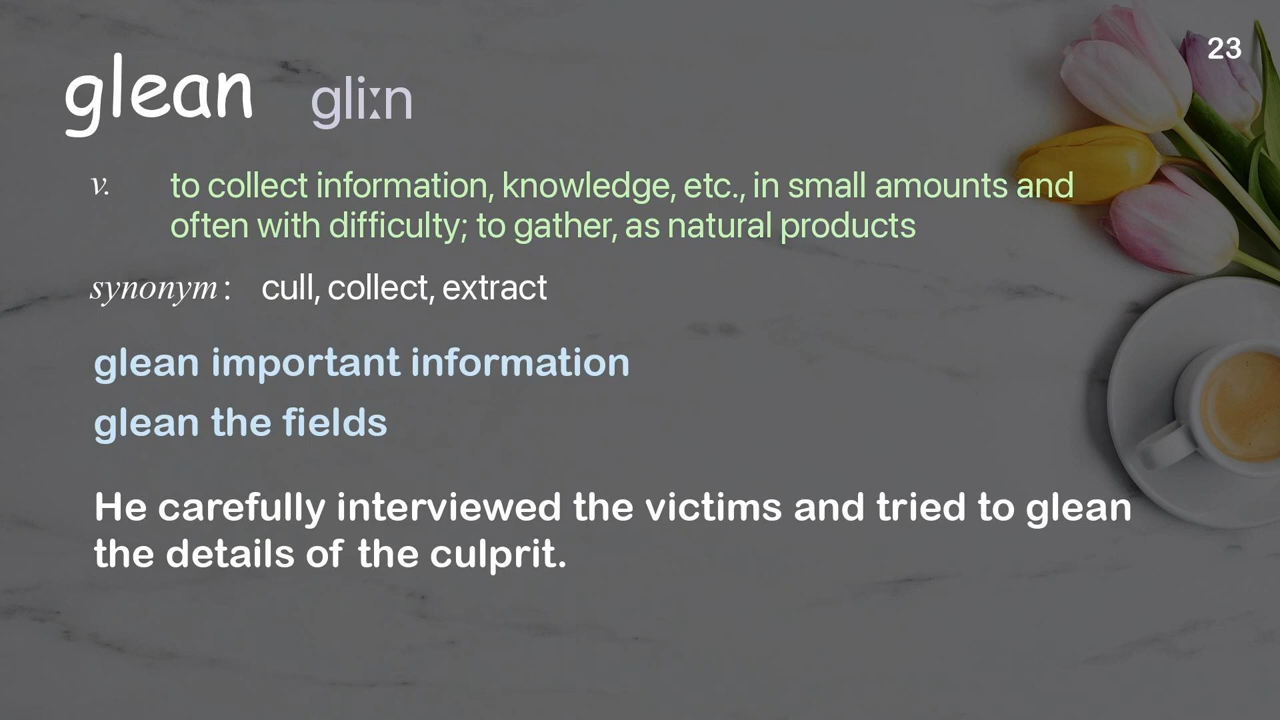 23
glean gliːn
v. to collect information, knowledge, etc., in small amounts and
often with difficulty; to gather, as natural products
synonym: cull, collect, extract
glean important information
glean the fields
He carefully interviewed the victims and tried to glean
the details of the culprit.